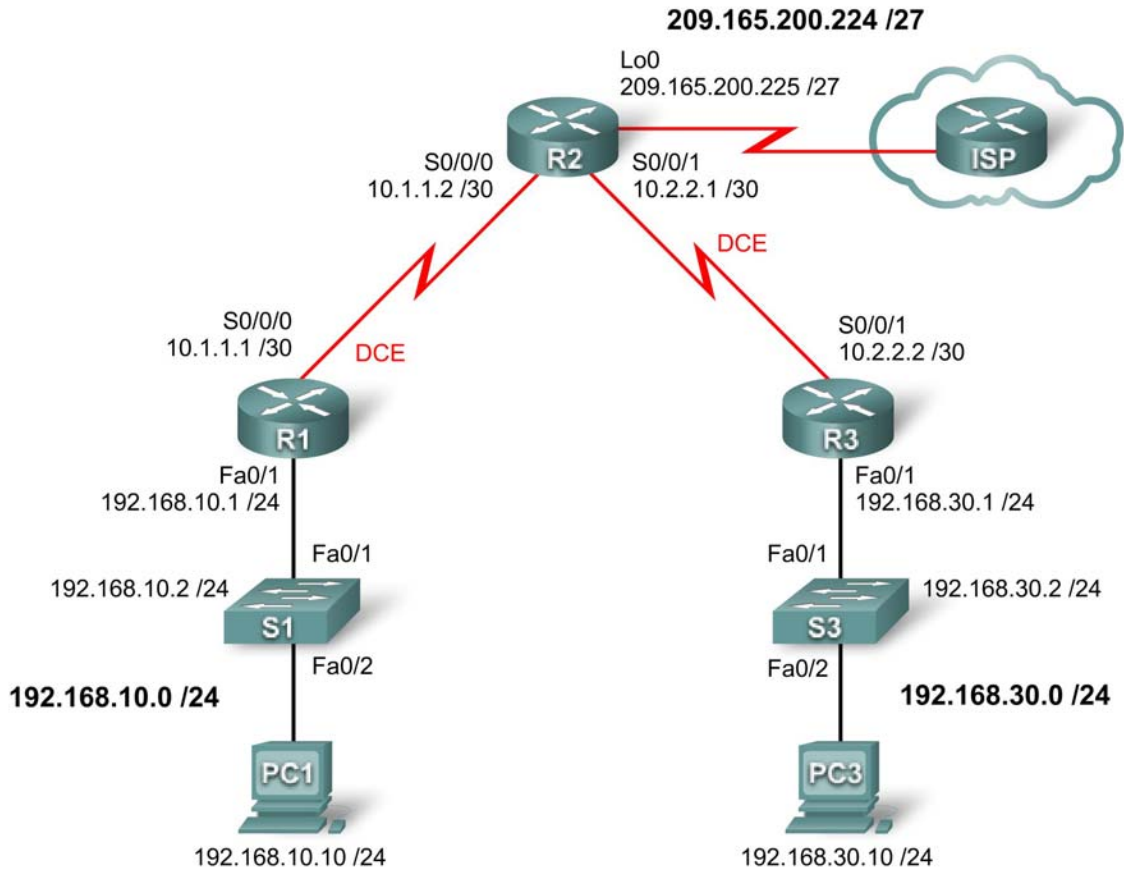 209.165.200.224 /27
Lo0
209.165.200.225 /27
R2
ISP
S0/0/0
10.1.1.2 /30
S0/0/1
10.2.2.1 /30
DCE
S0/0/0
10.1.1.1 /30
DCE
S0/0/1
10.2.2.2 /30
R1
R3
Fa0/1
192.168.10.1 /24
Fa0/1
192.168.30.1 /24
Fa0/1
Fa0/1
192.168.10.2 /24
192.168.30.2 /24
S1
S3
Fa0/2
Fa0/2
192.168.10.0 /24
192.168.30.0 /24
PC1
PC3
192.168.10.10 /24
192.168.30.10 /24